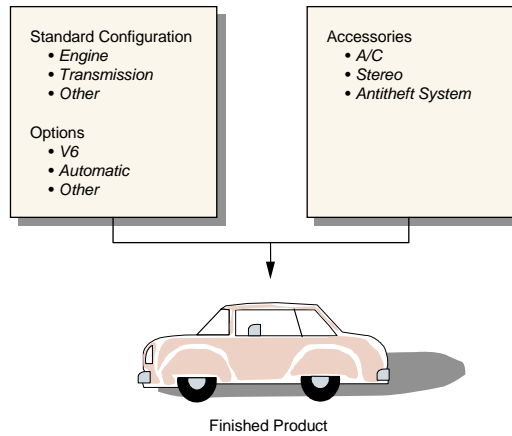 Standard Configuration
• Engine
• Transmission
• Other
Options
• V6
• Automatic
• Other
Accessories
• A/C
• Stereo
• Antitheft System
Finished Product